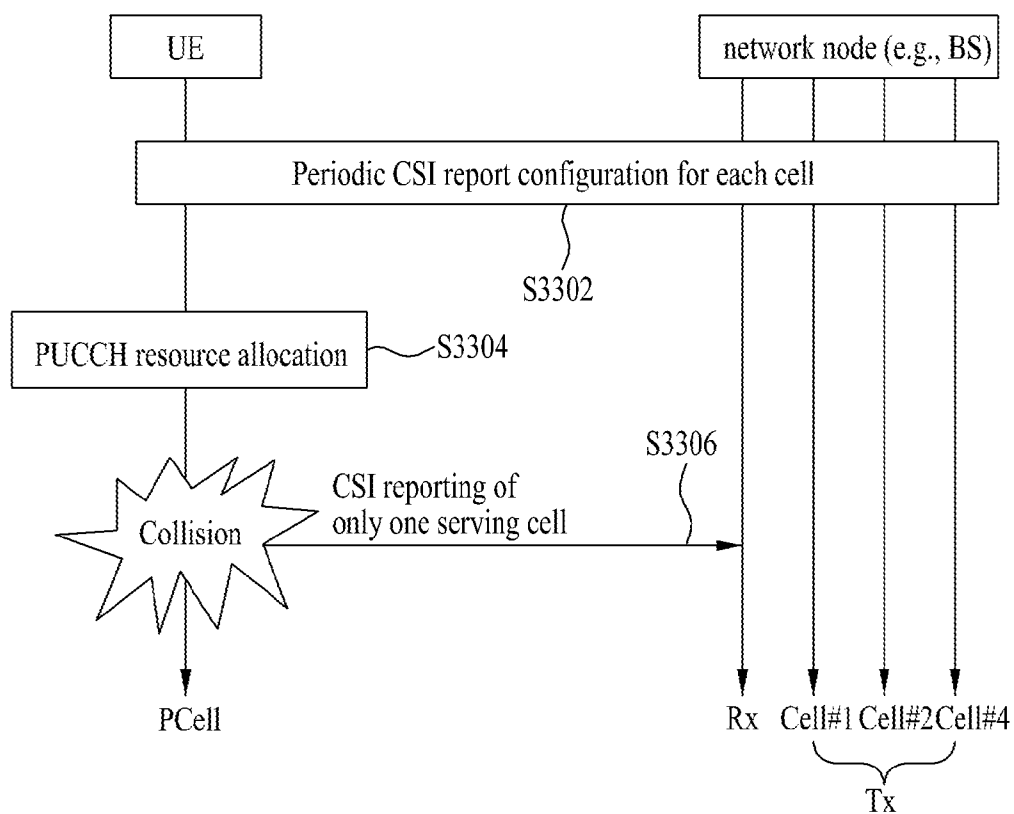 UE
network node (e.g., BS)
Periodic CSI report configuration for each cell
S3302
PUCCH resource allocation
S3304
S3306
CSI reporting of
only one serving cell
Collision
PCell
Rx Cell#1 Cell#2 Cell#4
Tx